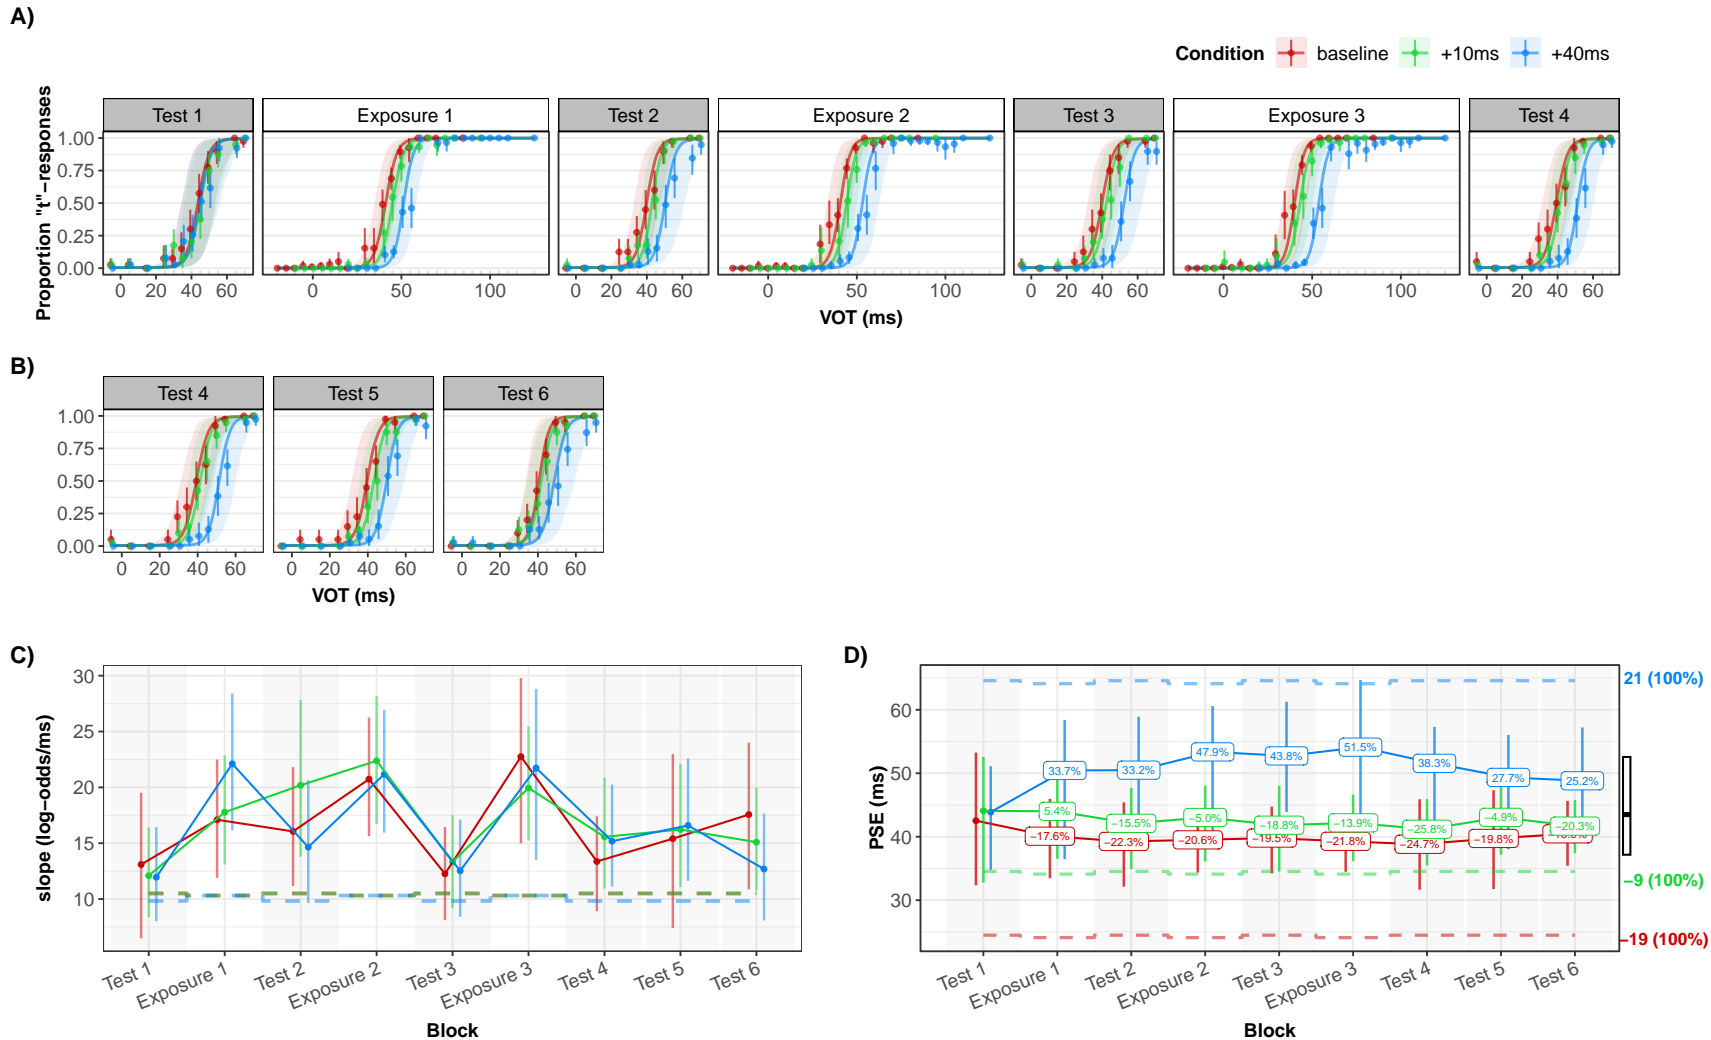 A)
Condition baseline +10ms +40ms
Test 1 Exposure 1 Test 2 Exposure 2 Test 3 Exposure 3 Test 4
Proportion "t"−responses
1.00
0.75
0.50
0.25
0.00
0 20 40 60 0 50 100 0 20 40 60 0 50 100 0 20 40 60 0 50 100 0 20 40 60
VOT (ms)
B)
Test 4 Test 5 Test 6
1.00
0.75
0.50
0.25
0.00
0 20 40 60 0 20 40 60 0 20 40 60
VOT (ms)
C)
slope (log−odds/ms)
30
25
20
15
10
Test 1 Exposure 1 Test 2 Exposure 2 Test 3 Exposure 3 Test 4 Test 5 Test 6
Block
D)
PSE (ms)
60
50
40
30
21 (100%)
−9 (100%)
−19 (100%)
33.7% 33.2% 47.9% 43.8% 51.5% 38.3% 27.7% 25.2%
5.4% −15.5% −5.0% −18.8% −13.9% −25.8% −4.9% −20.3%
−17.6% −22.3% −20.6% −19.5% −21.8% −24.7% −19.8%
Test 1 Exposure 1 Test 2 Exposure 2 Test 3 Exposure 3 Test 4 Test 5 Test 6
Block